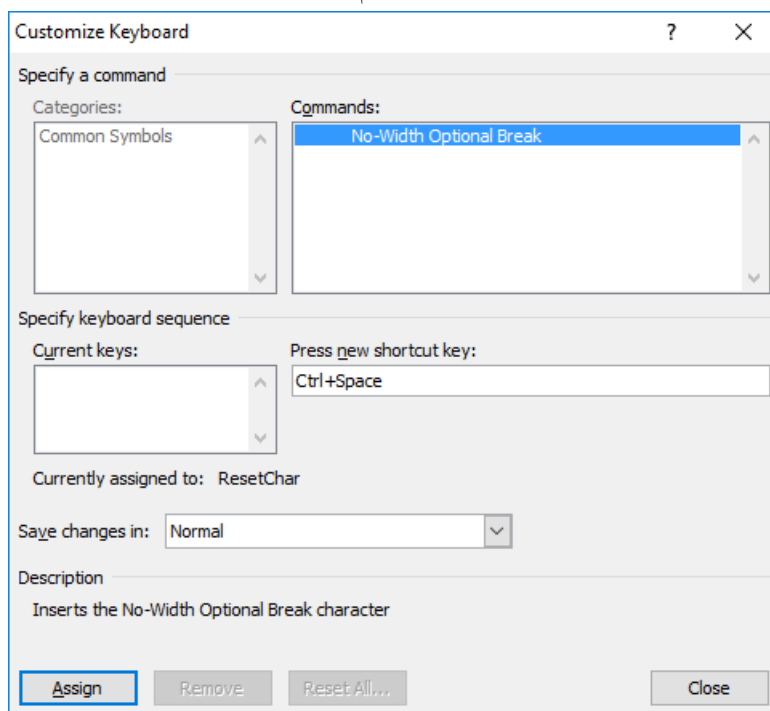 Customize Keyboard ? ✕
Specify a command
Categories:
Common Symbols
Commands:
No-Width Optional Break
Specify keyboard sequence
Current keys:
Press new shortcut key:
Ctrl+Space
Currently assigned to: ResetChar
Save changes in: Normal
Description
Inserts the No-Width Optional Break character
Assign Remove Reset All... Close